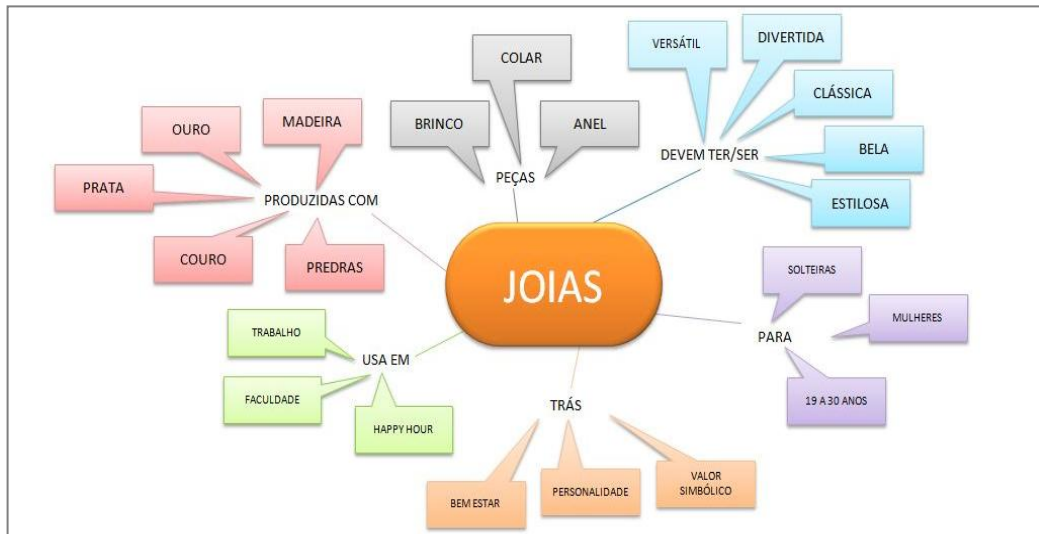 JOIAS
PEÇAS
BRINCO
COLAR
ANEL
DEVEM TER/SER
VERSÁTIL
DIVERTIDA
CLÁSSICA
BELA
ESTILOSA
PARA
SOLTEIRAS
MULHERES
19 A 30 ANOS
TRÁS
BEM ESTAR
PERSONALIDADE
VALOR
SIMBÓLICO
USA EM
TRABALHO
FACULDADE
HAPPY HOUR
PRODUZIDAS COM
MADEIRA
OURO
PRATA
COURO
PREDRAS